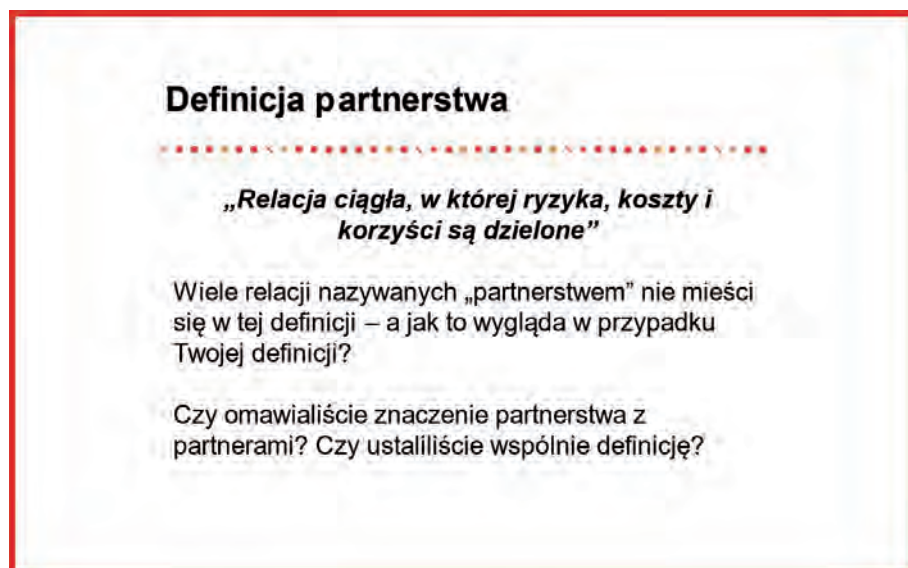 Definicja partnerstwa
„Relacja ciągła, w której ryzyka, koszty i
korzyści są dzielone”
Wiele relacji nazywanych „partnerstwem” nie mieści
się w tej definicji – a jak to wygląda w przypadku
Twojej definicji?
Czy omawialiście znaczenie partnerstwa z
partnerami? Czy ustaliliście wspólnie definicję?